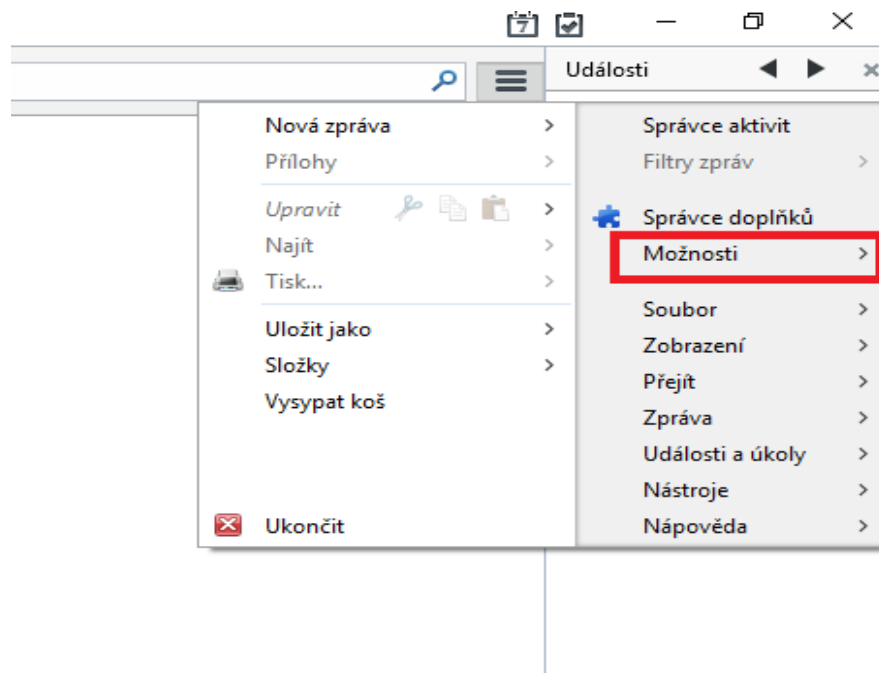 7
Události
Nová zpráva
Přílohy
Upravit
Najít
Tisk...
Uložit jako
Složky
Vysypat koš
Ukončit
Správce aktivit
Filtry zpráv
Správce doplňků
Možnosti
Soubor
Zobrazení
Přejít
Zpráva
Události a úkoly
Nástroje
Nápověda